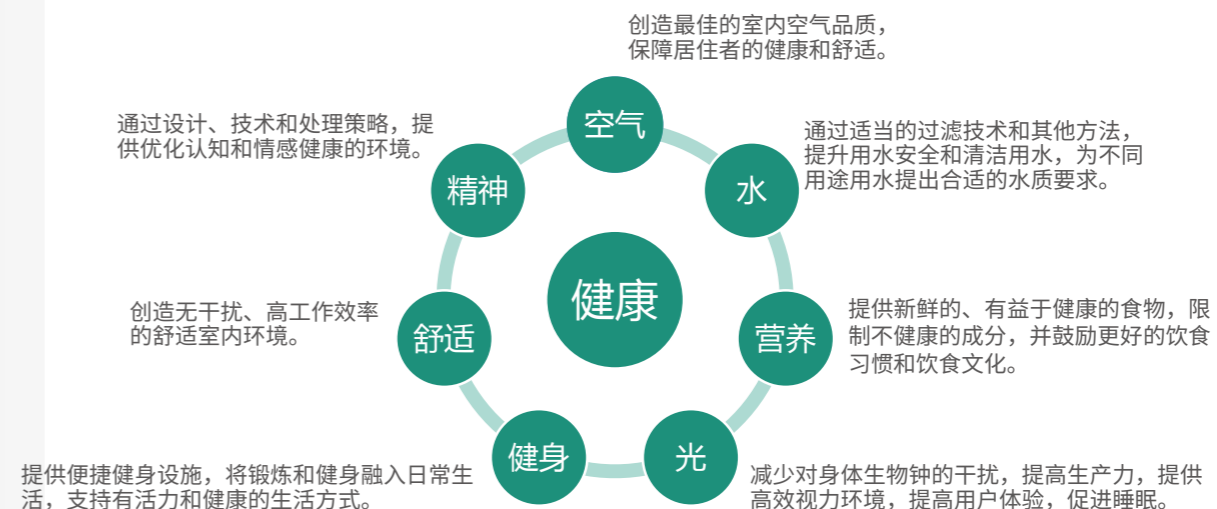 创造最佳的室内空气品质，
保障居住者的健康和舒适。
空气
通过设计、技术和处理策略，提
供优化认知和情感健康的环境。
精神
通过适当的过滤技术和其他方法，
提升用水安全和清洁用水，为不同
用途用水提出合适的水质要求。
水
健康
创造无干扰、高工作效率
的舒适室内环境。
舒适
营养
提供新鲜的、有益于健康的食物，限
制不健康的成分，并鼓励更好的饮食
习惯和饮食文化。
提供便捷健身设施，将锻炼和健身融入日常生
活，支持有活力和健康的生活方式。
健身
光
减少对身体生物钟的干扰，提高生产力，提供
高效视力环境，提高用户体验，促进睡眠。